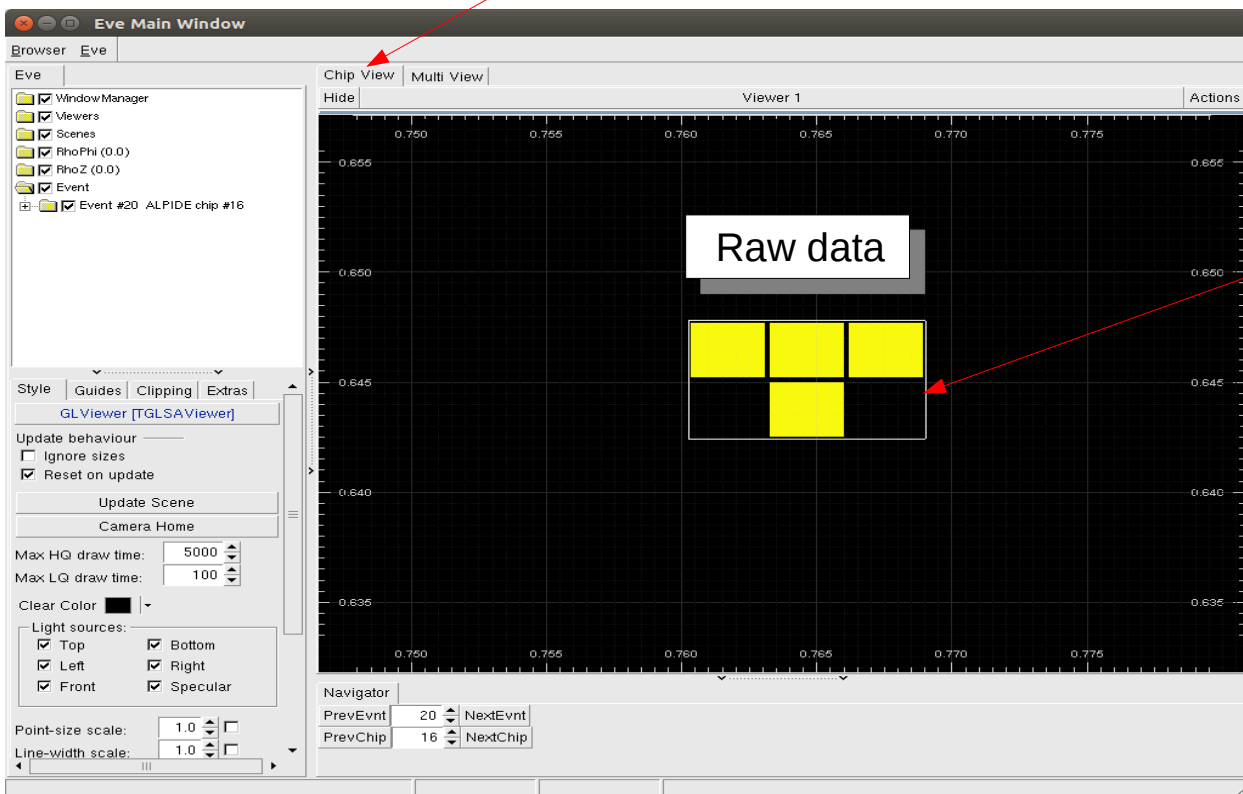 Eve Main Window
Browser Eve
Eve
WindowManager
Viewers
Scenes
RhoPhi (0.0)
RhoZ (0.0)
Event
Event #20 ALPIDE chip #16
Style Guides Clipping Extras
GLViewer [TGLSAViewer]
Update behaviour
Ignore sizes
Reset on update
Update Scene
Camera Home
Max HQ draw time: 5000
Max LQ draw time: 100
Clear Color
Light sources:
Top Bottom
Left Right
Front Specular
Point-size scale: 1.0
Line-width scale: 1.0
Chip View Multi View
Hide Viewer 1 Actions
0.750 0.755 0.760 0.765 0.770 0.775
0.655 0.655
Raw data
0.650 0.650
0.645 0.645
0.640 0.640
0.635 0.635
0.750 0.755 0.760 0.765 0.770 0.775
Navigator
PrevEvnt 20 NextEvnt
PrevChip 16 NextChip